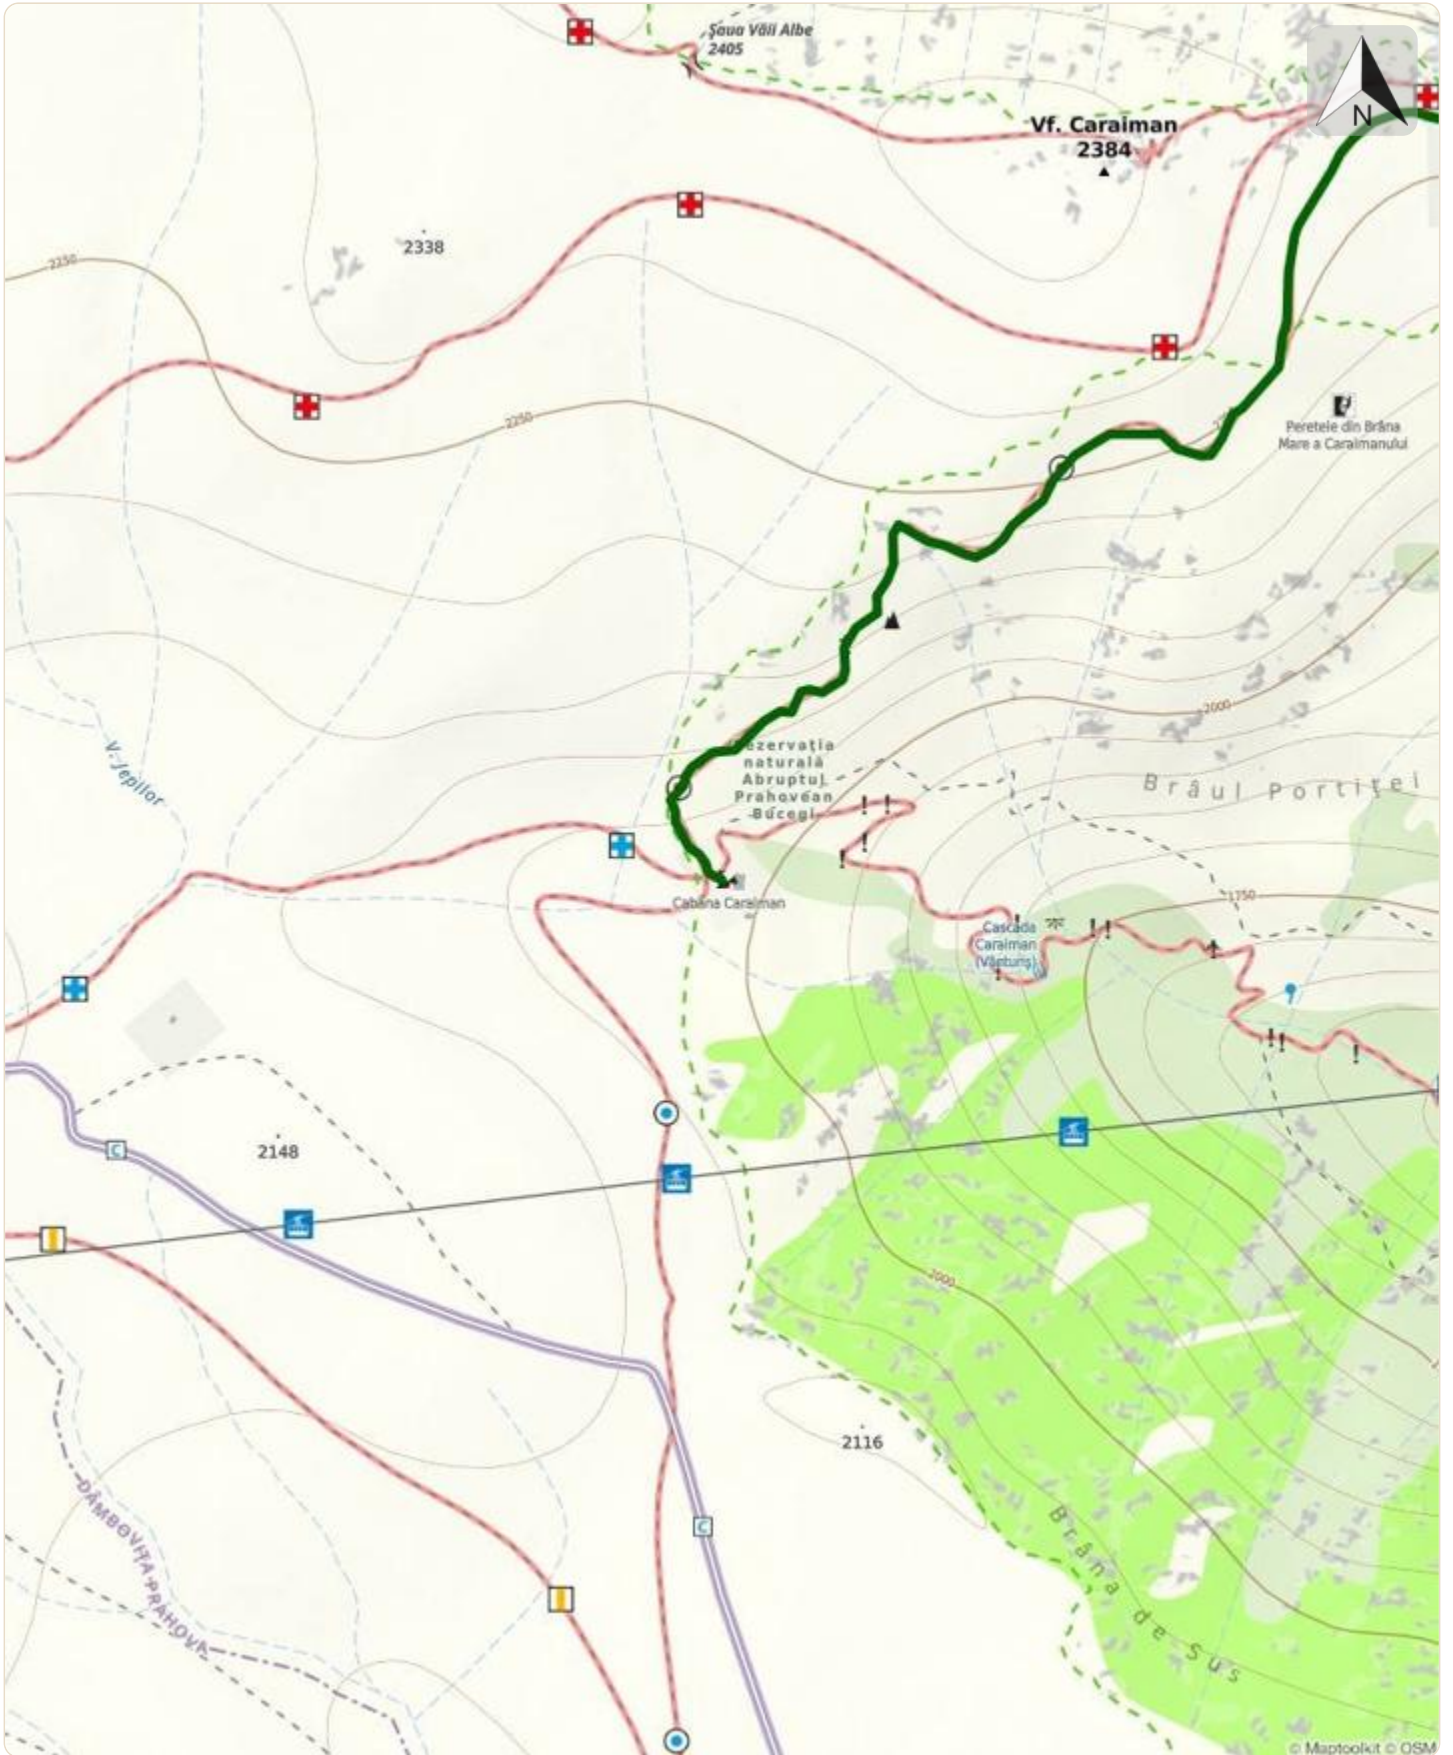 Șaua Văii Albe
2405
N
Vf. Caraiman
2384
2338
2250
2250
Peretele din Brâna
Mare a Caraimanului
2000
V. Jepilor
ezervația
naturală
Abruptul
Prahovean
Bucegi
Brâul Portiței
Cabana Caraiman
1750
Cascada
Caraiman
(Vânturiș)
C
2148
2000
2116
C
DÂMBOVIȚA
PRAHOVA
Brâna de Sus
© Maptoolkit © OSM